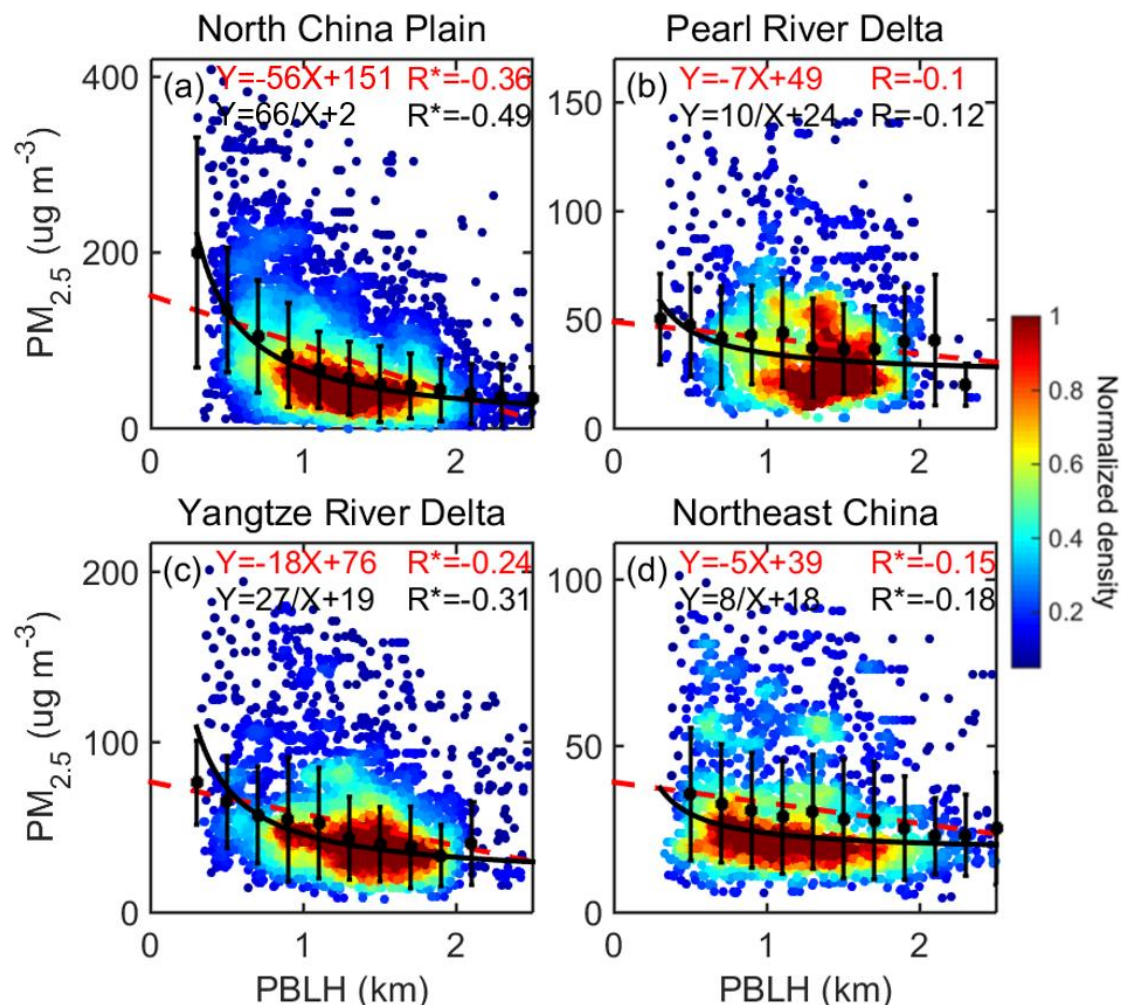 North China Plain
(a) Y=-56X+151 R*=-0.36
Y=66/X+2 R*=-0.49
400
200
0
0 1 2
PM2.5 (ug m-3)
Pearl River Delta
(b) Y=-7X+49 R=-0.1
Y=10/X+24 R=-0.12
150
100
50
0
0 1 2
Yangtze River Delta
(c) Y=-18X+76 R*=-0.24
Y=27/X+19 R*=-0.31
200
100
0
0 1 2
PM2.5 (ug m-3)
PBLH (km)
Northeast China
(d) Y=-5X+39 R*=-0.15
Y=8/X+18 R*=-0.18
100
50
0
0 1 2
PBLH (km)
1
0.8
0.6
0.4
0.2
Normalized density